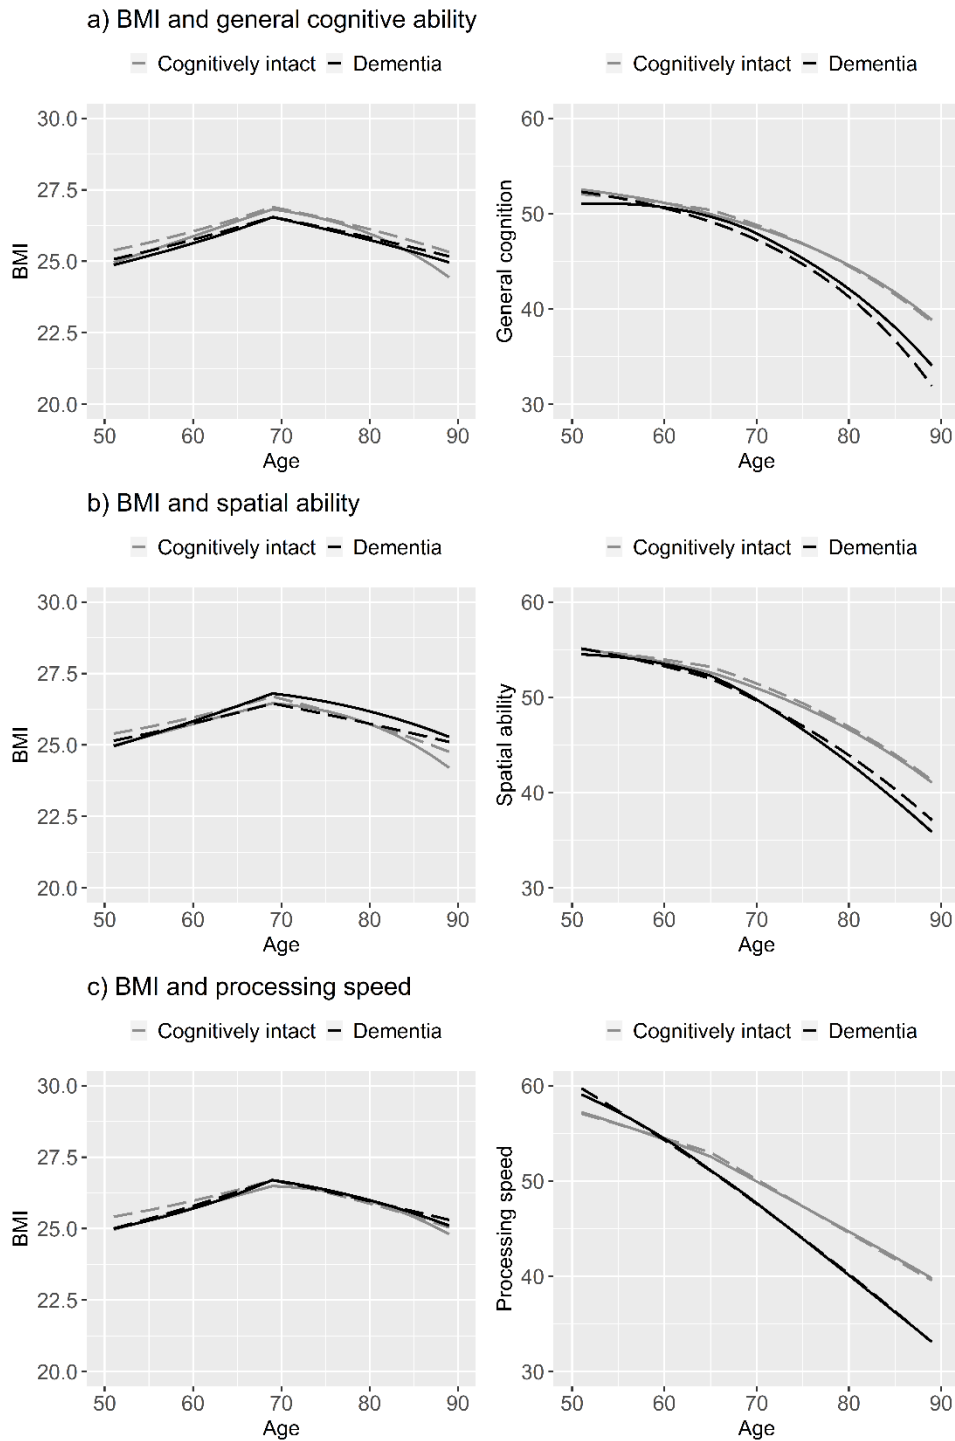 a) BMI and general cognitive ability
Cognitively intact Dementia
Cognitively intact Dementia
30.0
27.5
25.0
22.5
20.0
BMI
50 60 70 80 90
Age
60
50
40
30
General cognition
50 60 70 80 90
Age
b) BMI and spatial ability
Cognitively intact Dementia
Cognitively intact Dementia
30.0
27.5
25.0
22.5
20.0
BMI
50 60 70 80 90
Age
60
50
40
30
Spatial ability
50 60 70 80 90
Age
c) BMI and processing speed
Cognitively intact Dementia
Cognitively intact Dementia
30.0
27.5
25.0
22.5
20.0
BMI
50 60 70 80 90
Age
60
50
40
30
Processing speed
50 60 70 80 90
Age